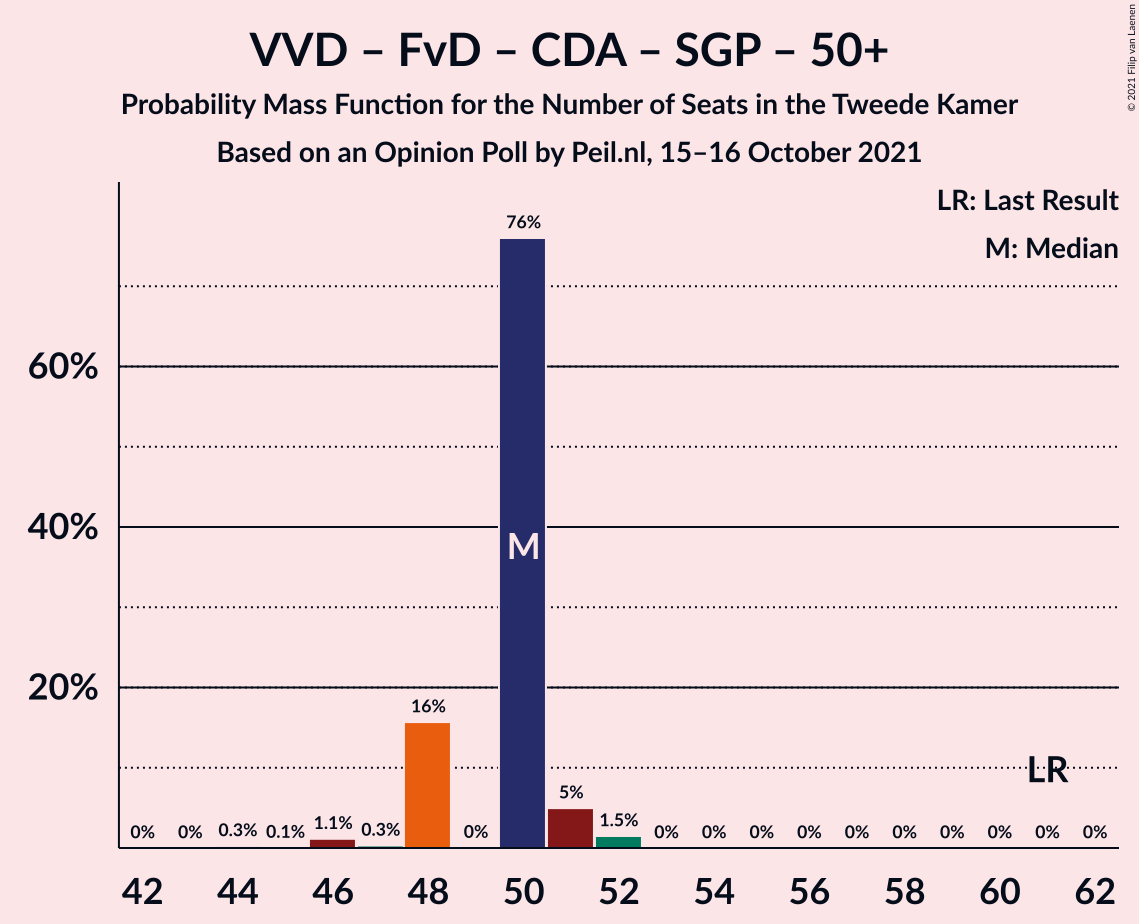 VVD – FvD – CDA – SGP – 50+
Probability Mass Function for the Number of Seats in the Tweede Kamer
Based on an Opinion Poll by Peil.nl, 15–16 October 2021
© 2021 Filip van Laenen
LR: Last Result
M: Median
76%
60%
40%
M
20%
16%
LR
5%
0% 0% 0.3% 0.1% 1.1% 0.3% 0% 1.5% 0% 0% 0% 0% 0% 0% 0% 0% 0% 0%
42 44 46 48 50 52 54 56 58 60 62